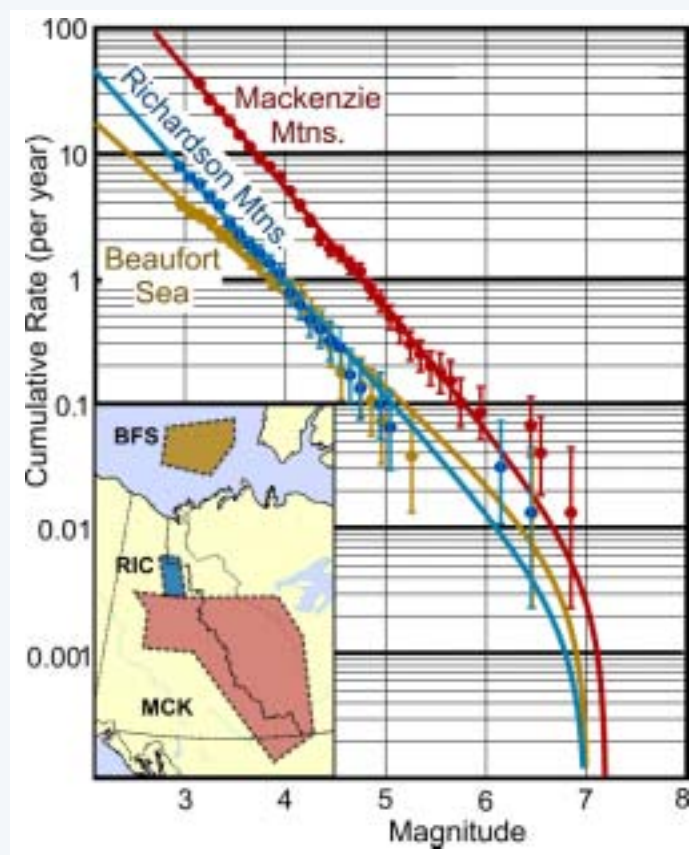 100
10
1
0.1
0.01
0.001
Cumulative Rate (per year)
Mackenzie
Mtns.
Richardson Mtns.
Beaufort
Sea
BFS
RIC
MCK
3
4
5
6
7
8
Magnitude